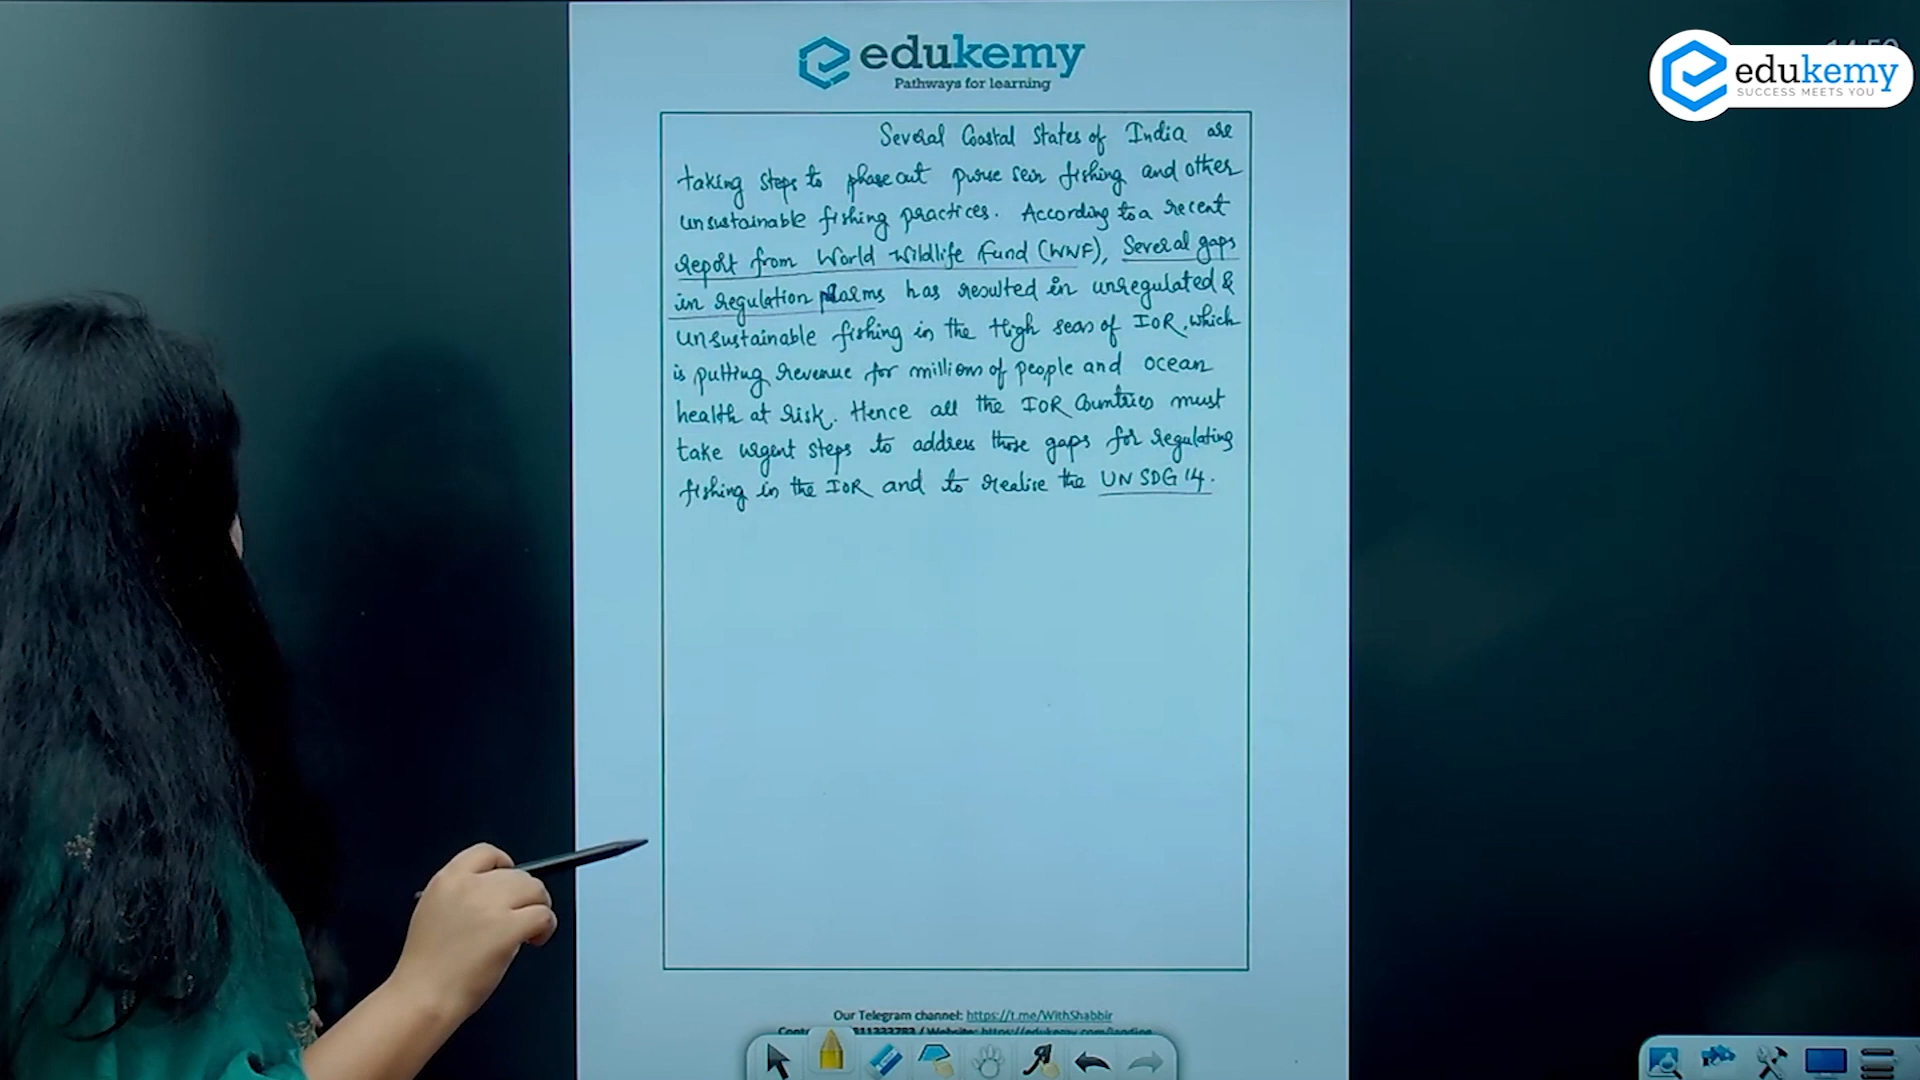 edukemy
Pathways for learning
edukemy
SUCCESS MEETS YOU
Several Coastal States of India are
taking steps to phase out purse sein fishing and other
unsustainable fishing practices. According to a recent
report from World Wildlife Fund (WWF), Several gaps
in regulation has resulted in unregulated &
unsustainable fishing in the High seas of IOR, which
is putting revenue for millions of people and ocean
health at risk. Hence all the IOR Countries must
take urgent steps to address those gaps for regulating
fishing in the IOR and to realise the UN SDG 14.
Our Telegram channel: https://t.me/WithShabbir